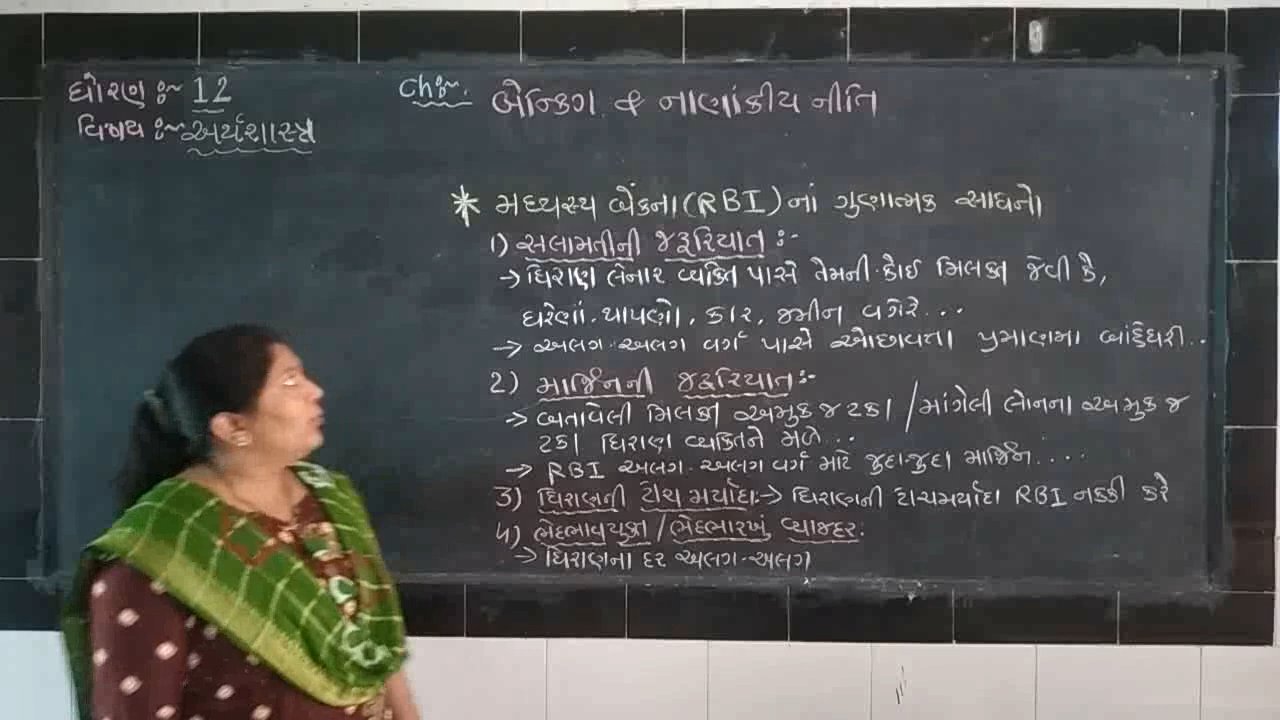 ધોરણ :~ 12
વિષય :~ અર્થશાસ્ત્ર
Ch:~. બેન્કિંગ & નાણાંકીય નીતિ
* મધ્યસ્થ બેંકના (RBI) નાં ગુણાત્મક સાધનો
1) સલામતીની જરૂરિયાત :-
→ ધિરાણ લેનાર વ્યક્તિ પાસે તેમની કોઈ મિલકત જેવી કે,
ઘરેણાં, થાપણો, કાર, જમીન વગેરે...
→ અલગ-અલગ વર્ગ પાસે ઓછાવત્તા પ્રમાણમા બાંહેધરી..
2) માર્જિનની જરૂરિયાત :-
→ બતાવેલી મિલકત અમુક જ ટકા / માંગેલી લોનના અમુક જ
ટકા ધિરાણ વ્યક્તિને મળે...
→ RBI અલગ-અલગ વર્ગ માટે જુદા-જુદા માર્જિન....
3) ધિરાણની ટોચ મર્યાદા :→ ધિરાણની ટોચમર્યાદા RBI નક્કી કરે
4) ભેદભાવયુક્ત / ભેદભારખું વ્યાજદર.
→ ધિરાણના દર અલગ-અલગ